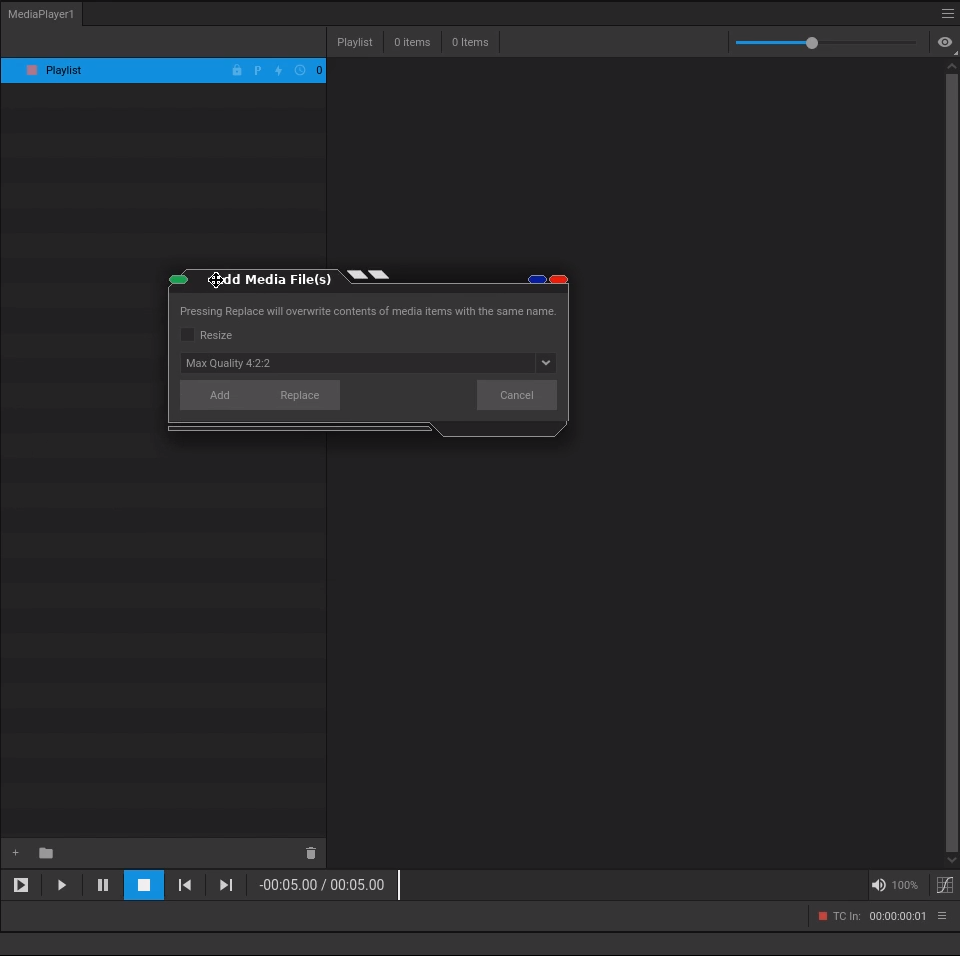 MediaPlayer1
Playlist 0 items 0 Items
Playlist P 0
dd Media File(s)
Pressing Replace will overwrite contents of media items with the same name.
Resize
Max Quality 4:2:2
Add Replace Cancel
-00:05.00 / 00:05.00 100%
TC In: 00:00:00:01